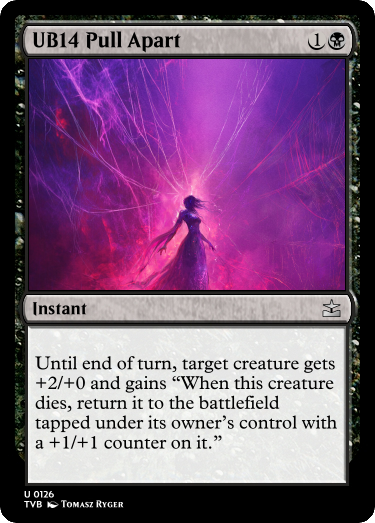 UB14 Pull Apart 1
Instant
Until end of turn, target creature gets
+2/+0 and gains “When this creature
dies, return it to the battlefield
tapped under its owner’s control with
a +1/+1 counter on it.”
U 0126
TVB Tomasz Ryger